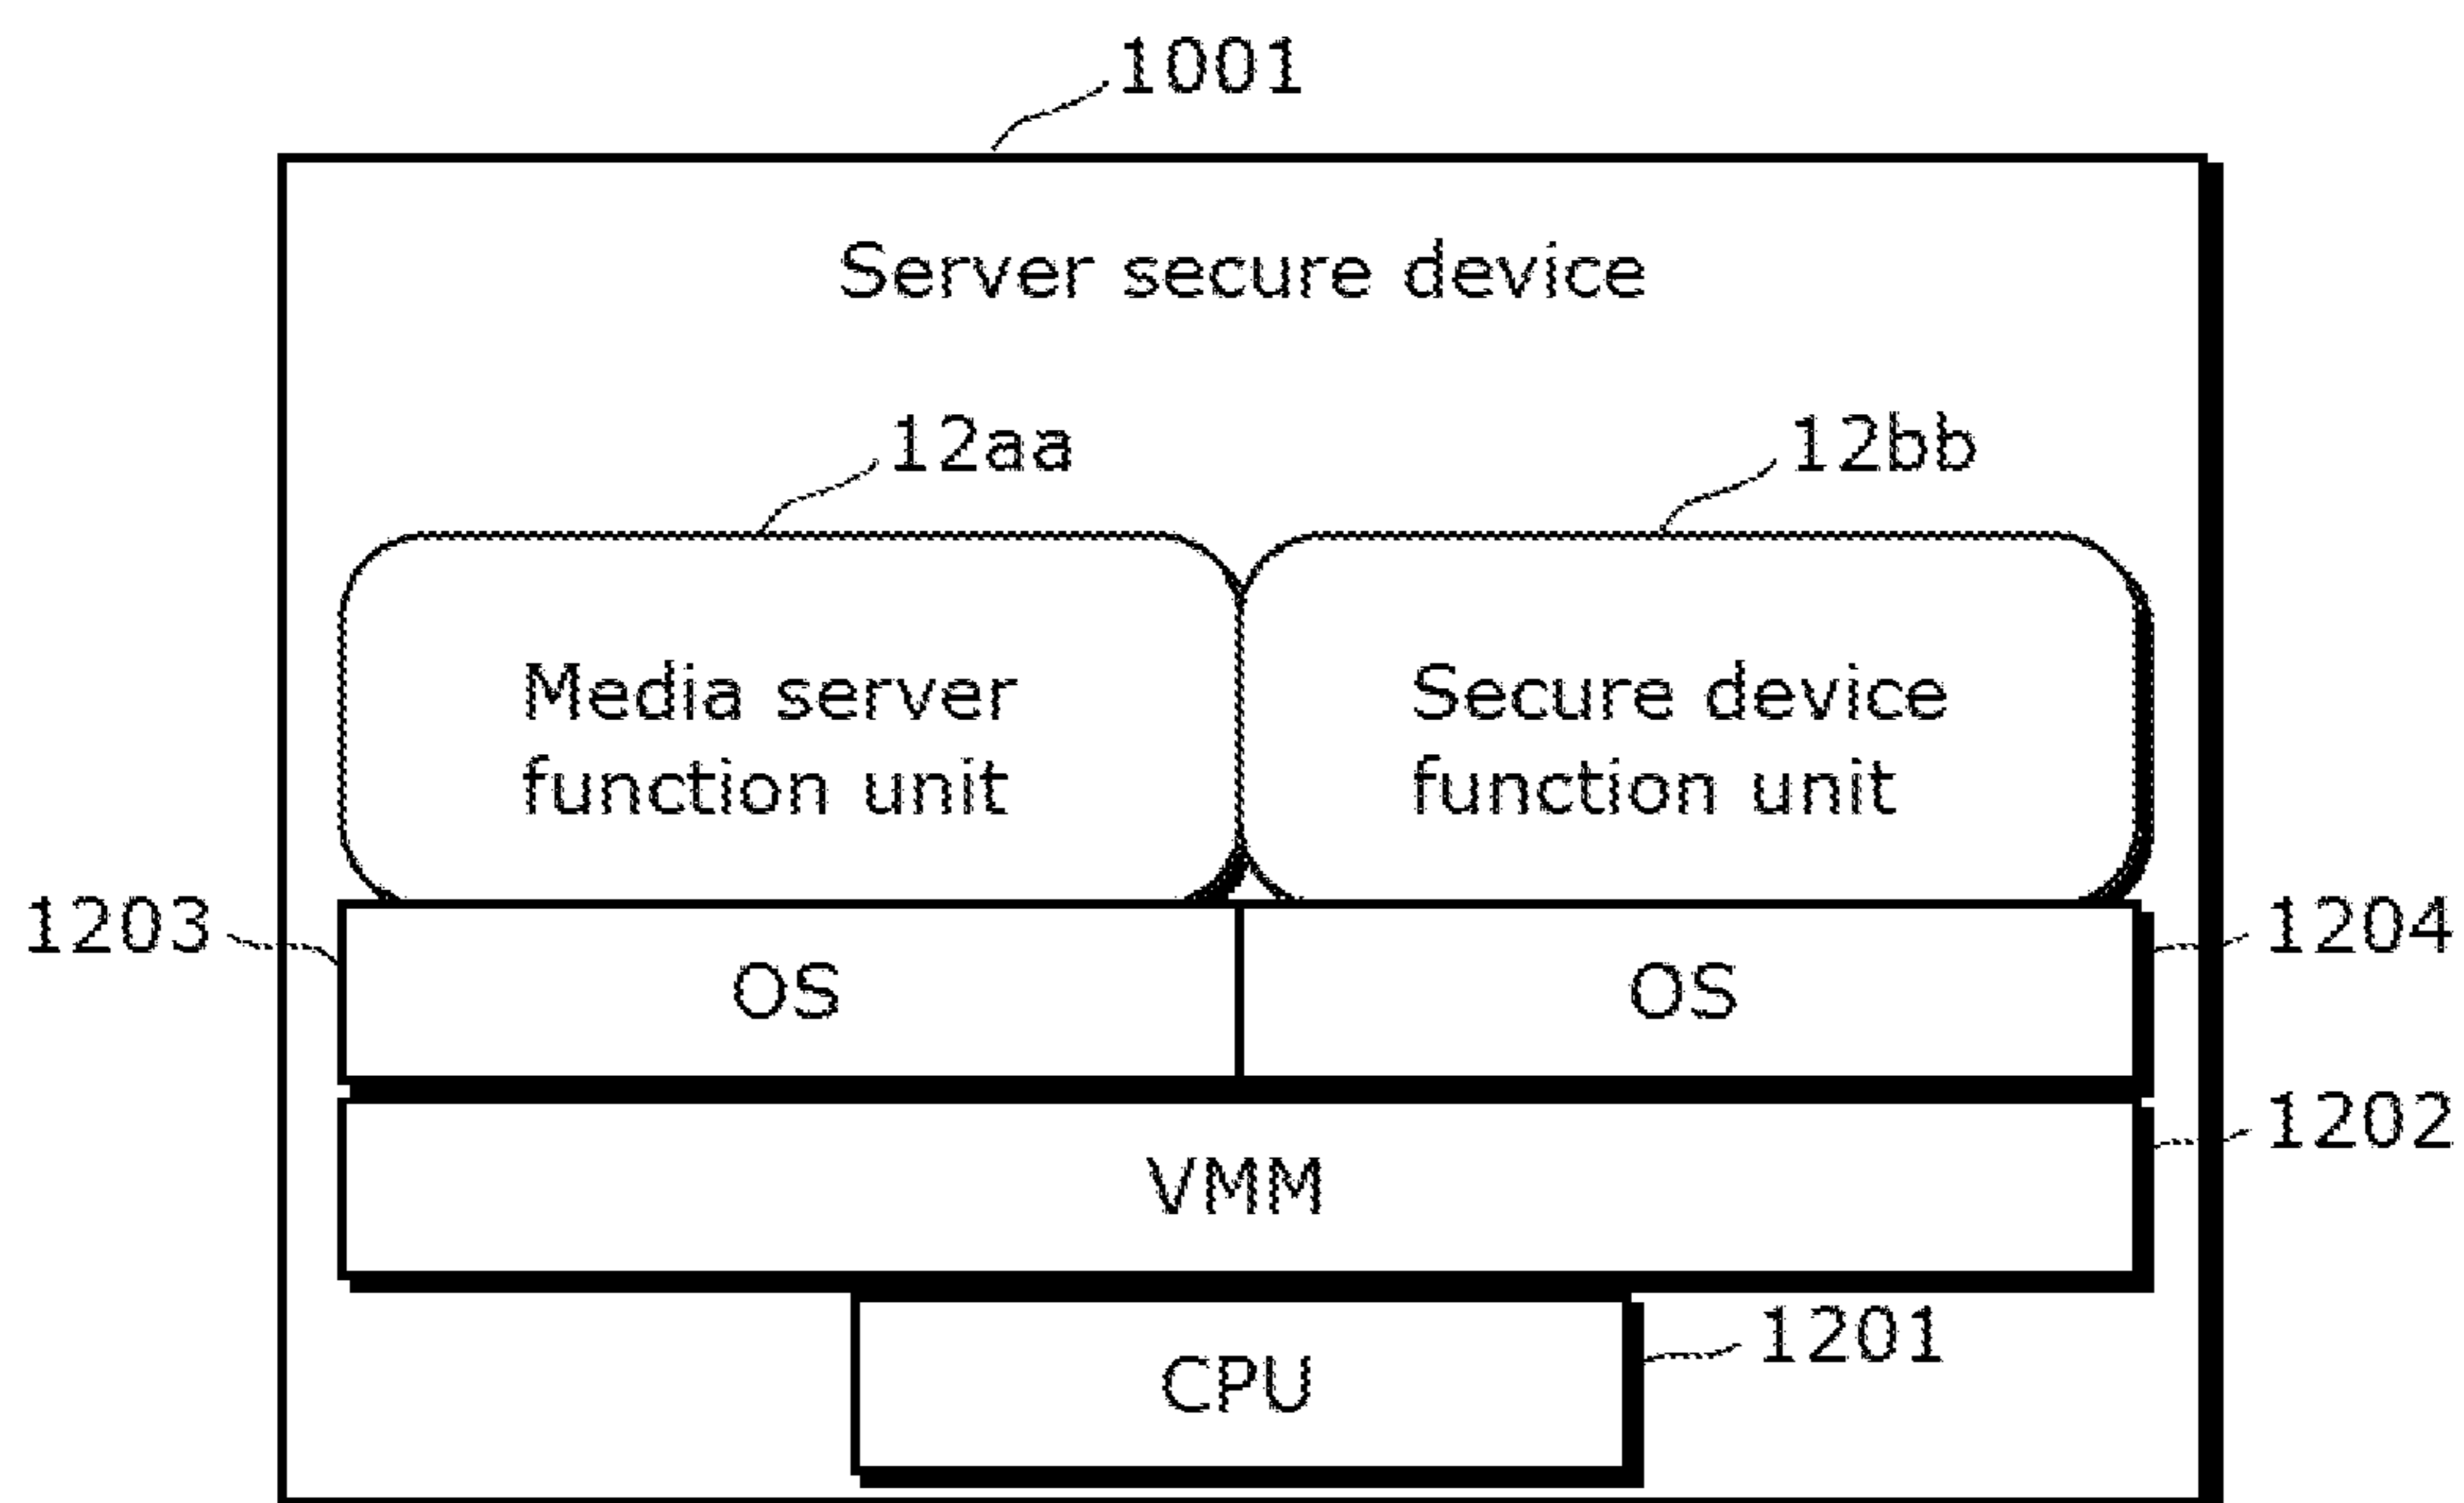 1001
Server secure device
12aa
12bb
Media server
function unit
Secure device
function unit
1203
1204
OS
OS
1202
VMM
1201
CPU